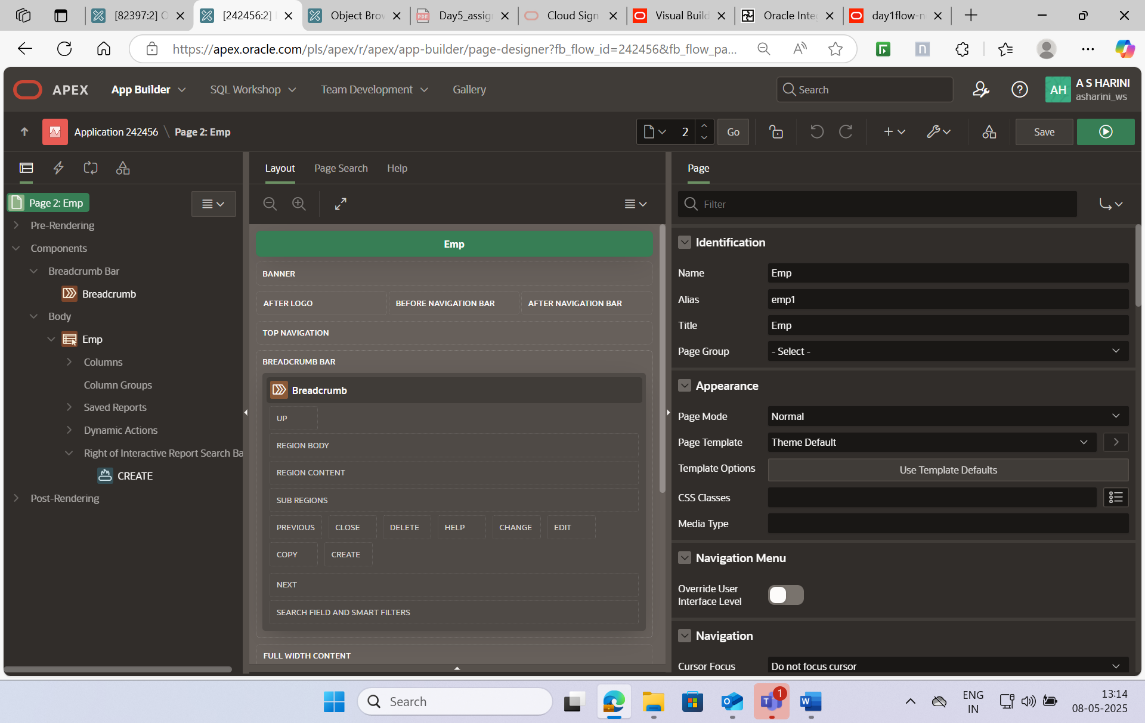 [82397:2] C
[242456:2]
Object Brow
Day5_assig
Cloud Sign
Visual Buil
Oracle Inte
day1flow-n
https://apex.oracle.com/pls/apex/r/apex/app-builder/page-designer?fb_flow_id=242456&fb_flow_pa...
APEX
App Builder
SQL Workshop
Team Development
Gallery
Search
AH
A S HARINI
asharini_ws
Application 242456 \ Page 2: Emp
2
Go
Save
Layout
Page Search
Help
Page
Page 2: Emp
Filter
Pre-Rendering
Components
Breadcrumb Bar
Breadcrumb
Body
Emp
Columns
Column Groups
Saved Reports
Dynamic Actions
Right of Interactive Report Search Ba
CREATE
Post-Rendering
Emp
BANNER
AFTER LOGO
BEFORE NAVIGATION BAR
AFTER NAVIGATION BAR
TOP NAVIGATION
BREADCRUMB BAR
Breadcrumb
UP
REGION BODY
REGION CONTENT
SUB REGIONS
PREVIOUS
CLOSE
DELETE
HELP
CHANGE
EDIT
COPY
CREATE
NEXT
SEARCH FIELD AND SMART FILTERS
FULL WIDTH CONTENT
Identification
Name
Emp
Alias
emp1
Title
Emp
Page Group
- Select -
Appearance
Page Mode
Normal
Page Template
Theme Default
Template Options
Use Template Defaults
CSS Classes
Media Type
Navigation Menu
Override User
Interface Level
Navigation
Cursor Focus
Do not focus cursor
Search
1
ENG
IN
13:14
08-05-2025